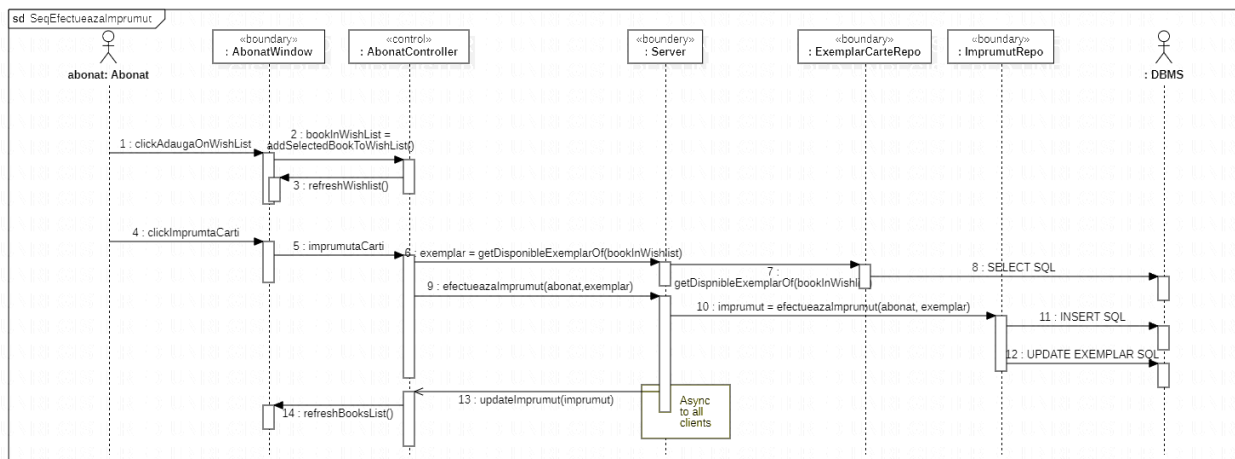 sd SeqEfectueazaImprumut
abonat: Abonat
«boundary»
: AbonatWindow
«control»
: AbonatController
«boundery»
: Server
«boundary»
: ExemplarCarteRepo
«boundary»
: ImprumutRepo
: DBMS
1 : clickAdaugaOnWishList
2 : bookInWishList =
addSelectedBookToWishList()
3 : refreshWishlist()
4 : clickImprumtaCarti
5 : imprumutaCarti
6 : exemplar = getDisponibleExemplarOf(bookInWishlist)
7 :
getDispnibleExemplarOf(bookInWishli
8 : SELECT SQL
9 : efectueazaImprumut(abonat,exemplar)
10 : imprumut = efectueazaImprumut(abonat, exemplar)
11 : INSERT SQL
12 : UPDATE EXEMPLAR SQL
13 : updateImprumut(imprumut)
Async
to all
clients
14 : refreshBooksList()